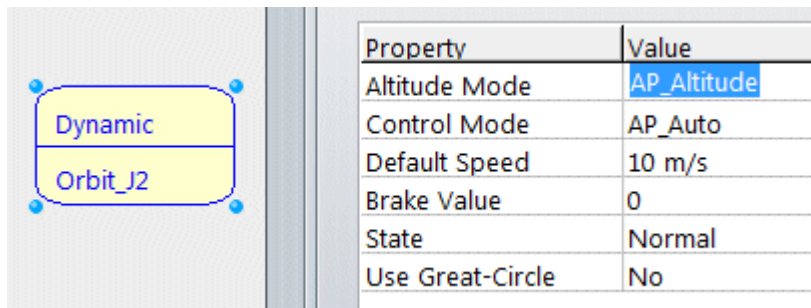 Dynamic
Orbit_J2
Property Value
Altitude Mode AP_Altitude
Control Mode AP_Auto
Default Speed 10 m/s
Brake Value 0
State Normal
Use Great-Circle No